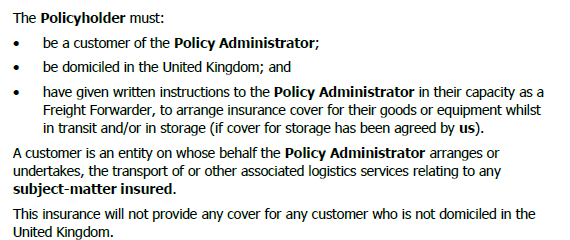 The Policyholder must:
• be a customer of the Policy Administrator;
• be domiciled in the United Kingdom; and
• have given written instructions to the Policy Administrator in their capacity as a
Freight Forwarder, to arrange insurance cover for their goods or equipment whilst
in transit and/or in storage (if cover for storage has been agreed by us).
A customer is an entity on whose behalf the Policy Administrator arranges or
undertakes, the transport of or other associated logistics services relating to any
subject-matter insured.
This insurance will not provide any cover for any customer who is not domiciled in the
United Kingdom.